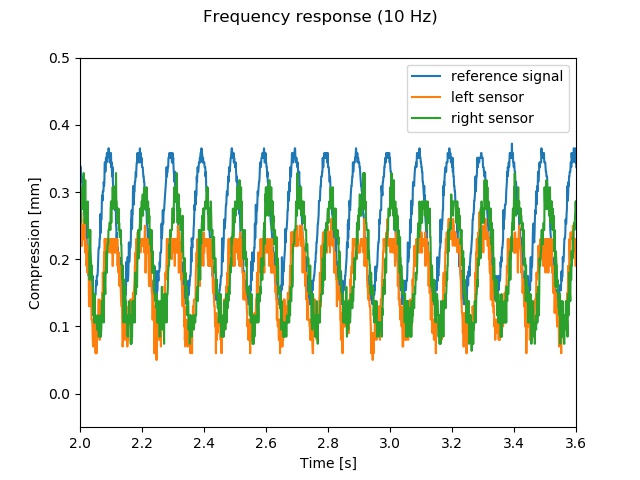 Frequency response (10 Hz)
0.5
0.4
0.3
0.2
0.1
0.0
Compression [mm]
reference signal
left sensor
right sensor
2.0 2.2 2.4 2.6 2.8 3.0 3.2 3.4 3.6
Time [s]